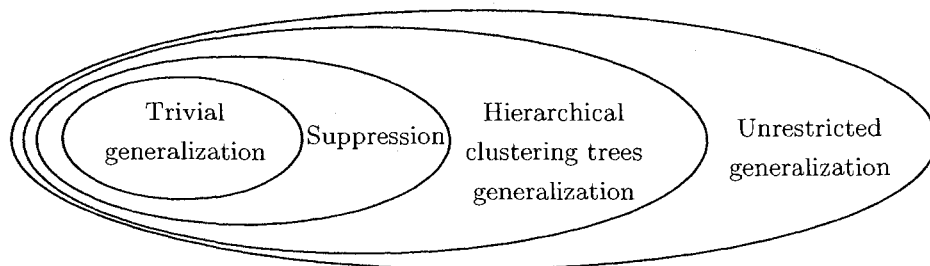 Trivial
generalization
Suppression
Hierarchical
clustering trees
generalization
Unrestricted
generalization